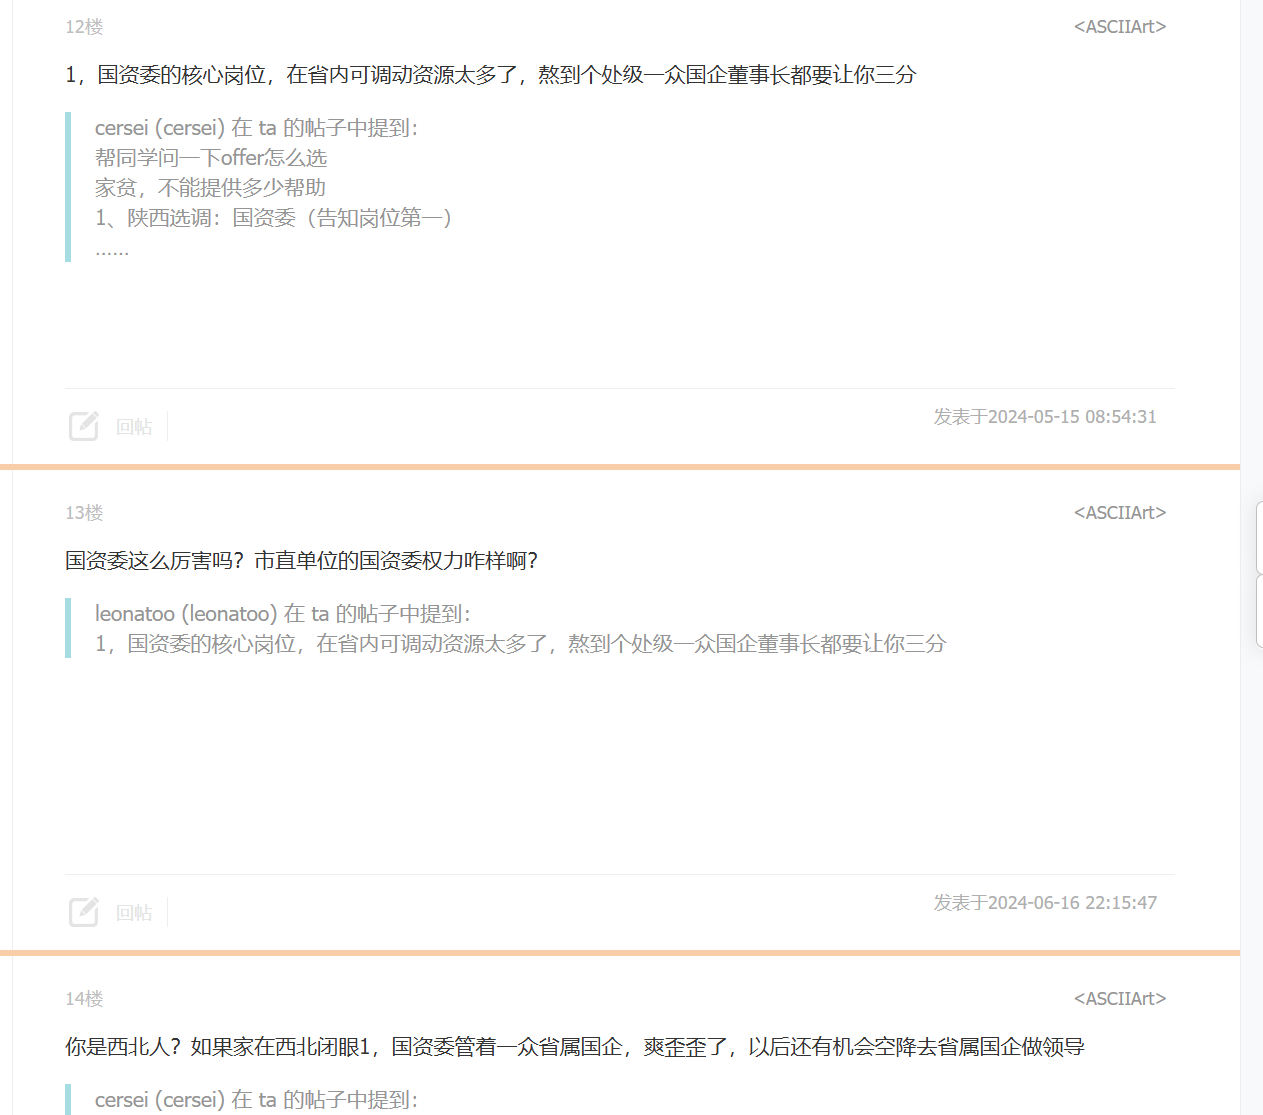 12楼 <ASCIIArt>
1，国资委的核心岗位，在省内可调动资源太多了，熬到个处级一众国企董事长都要让你三分
cersei (cersei) 在 ta 的帖子中提到：
帮同学问一下offer怎么选
家贫，不能提供多少帮助
1、陕西选调：国资委（告知岗位第一）
……
回帖 发表于2024-05-15 08:54:31
13楼 <ASCIIArt>
国资委这么厉害吗？市直单位的国资委权力咋样啊？
leonatoo (leonatoo) 在 ta 的帖子中提到：
1，国资委的核心岗位，在省内可调动资源太多了，熬到个处级一众国企董事长都要让你三分
回帖 发表于2024-06-16 22:15:47
14楼 <ASCIIArt>
你是西北人？如果家在西北闭眼1，国资委管着一众省属国企，爽歪歪了，以后还有机会空降去省属国企做领导
cersei (cersei) 在 ta 的帖子中提到：